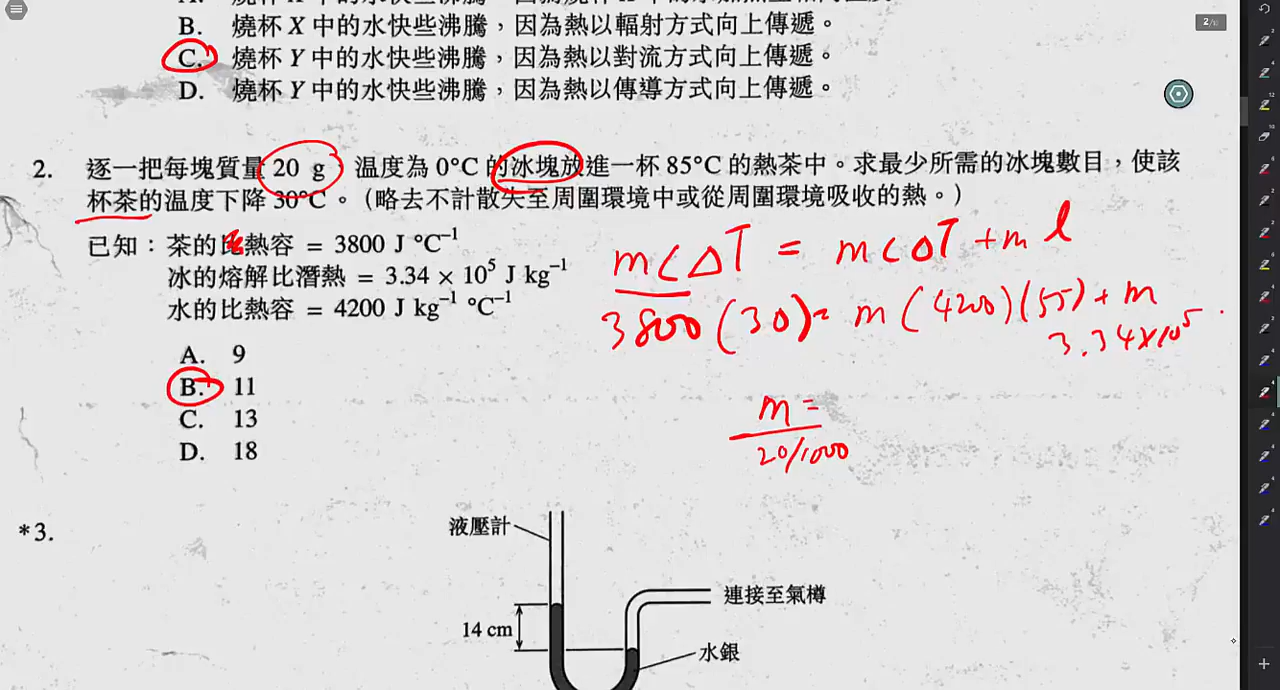 B. 燒杯 X 中的水快些沸騰，因為熱以輻射方式向上傳遞。
C. 燒杯 Y 中的水快些沸騰，因為熱以對流方式向上傳遞。
D. 燒杯 Y 中的水快些沸騰，因為熱以傳導方式向上傳遞。
2/
2. 逐一把每塊質量 20 g、溫度為 0°C 的冰塊放進一杯 85°C 的熱茶中。求最少所需的冰塊數目，使該
杯茶的溫度下降 30°C。（略去不計散失至周圍環境中或從周圍環境吸收的熱。）
已知：茶的熱容 = 3800 J °C⁻¹
冰的熔解比潛熱 = 3.34 × 10⁵ J kg⁻¹
水的比熱容 = 4200 J kg⁻¹ °C⁻¹
mc△T = mc△T + ml
3800(30) = m(4200)(55) + m
3.34×10⁵
A. 9
B. 11
C. 13
D. 18
m =
20/1000
*3.
液壓計
連接至氣樽
14 cm
水銀